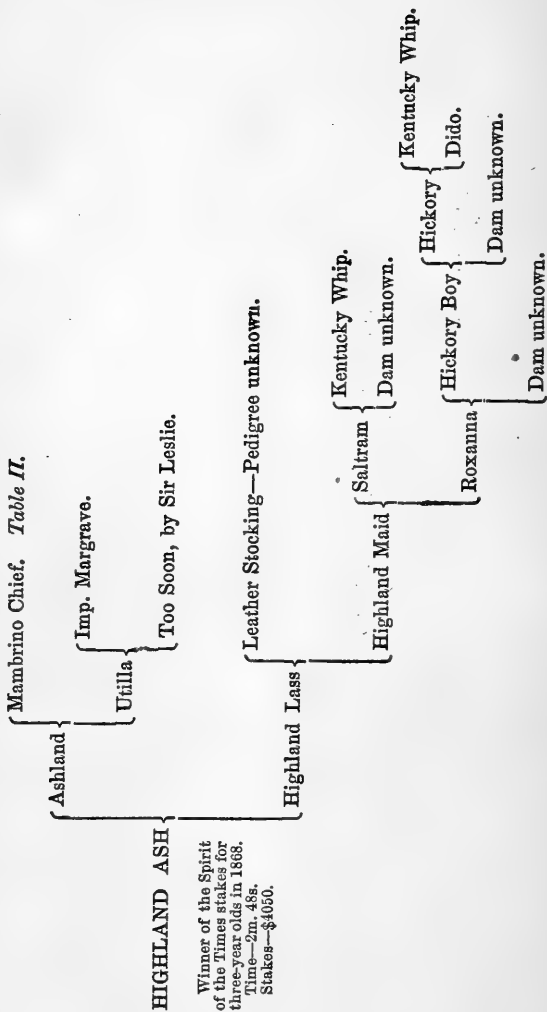 Mambrino Chief. Table II.
Ashland
Imp. Margrave.
Utilla
Too Soon, by Sir Leslie.
HIGHLAND ASH
Winner of the Spirit
of the Times stakes for
three-year olds in 1868.
Time—2m. 48s.
Stakes—$4050.
Leather Stocking—Pedigree unknown.
Highland Lass
Kentucky Whip.
Saltram
Dam unknown.
Highland Maid
Kentucky Whip.
Hickory
Dido.
Hickory Boy
Dam unknown.
Roxanna
Dam unknown.